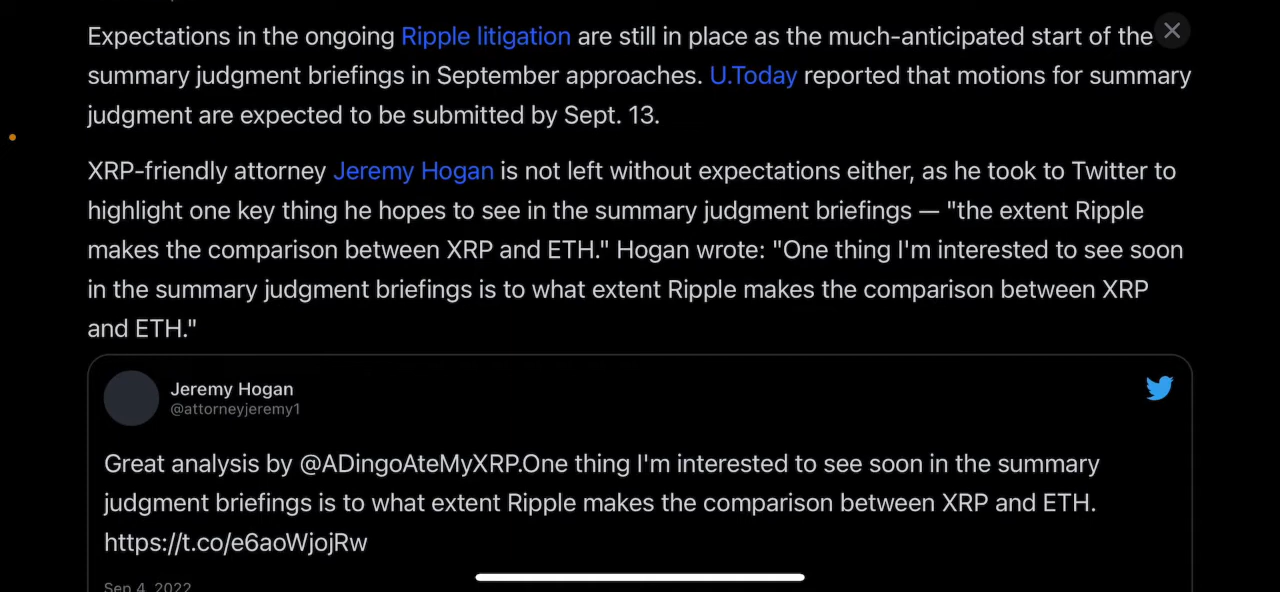 Expectations in the ongoing Ripple litigation are still in place as the much-anticipated start of the
summary judgment briefings in September approaches. U.Today reported that motions for summary
judgment are expected to be submitted by Sept. 13.
XRP-friendly attorney Jeremy Hogan is not left without expectations either, as he took to Twitter to
highlight one key thing he hopes to see in the summary judgment briefings — "the extent Ripple
makes the comparison between XRP and ETH." Hogan wrote: "One thing I'm interested to see soon
in the summary judgment briefings is to what extent Ripple makes the comparison between XRP
and ETH."
Jeremy Hogan
@attorneyjeremy1
Great analysis by @ADingoAteMyXRP.One thing I'm interested to see soon in the summary
judgment briefings is to what extent Ripple makes the comparison between XRP and ETH.
https://t.co/e6aoWjojRw
Sep 4, 2022